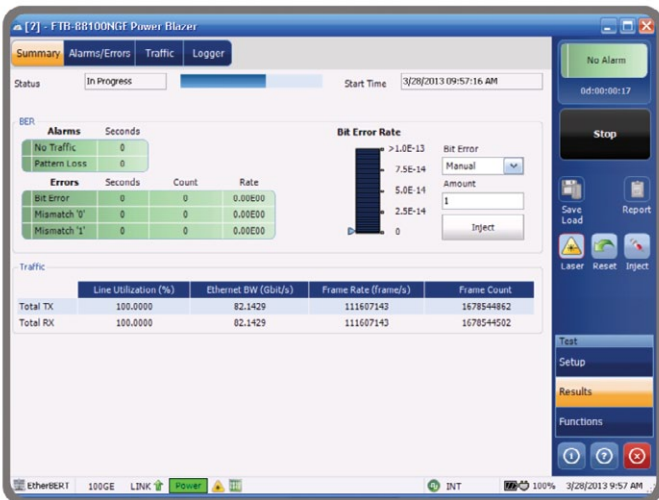 [7] - FTB-88100NGE Power Blazer
Summary Alarms/Errors Traffic Logger
Status In Progress Start Time 3/28/2013 09:57:16 AM
BER
Alarms Seconds
No Traffic 0
Pattern Loss 0
Errors Seconds Count Rate
Bit Error 0 0 0.00E00
Mismatch '0' 0 0 0.00E00
Mismatch '1' 0 0 0.00E00
Bit Error Rate
>1.0E-13
7.5E-14
5.0E-14
2.5E-14
0
Bit Error
Manual
Amount
1
Inject
Traffic
Line Utilization (%) Ethernet BW (Gbit/s) Frame Rate (frame/s) Frame Count
Total TX 100.0000 82.1429 111607143 1678544862
Total RX 100.0000 82.1429 111607143 1678544502
No Alarm
0d:00:00:17
Stop
Save
Load
Report
Laser Reset Inject
Test
Setup
Results
Functions
EtherBERT 100GE LINK Power INT 100% 3/28/2013 9:57 AM